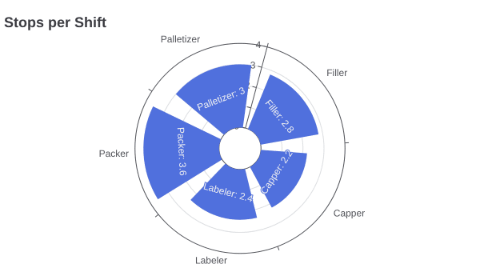 Stops per Shift
Palletizer
4
3
Filler
Palletizer: 3
Filler: 2.8
Packer
Packer: 3.6
Capper: 2.2
Labeler: 2.4
Capper
Labeler